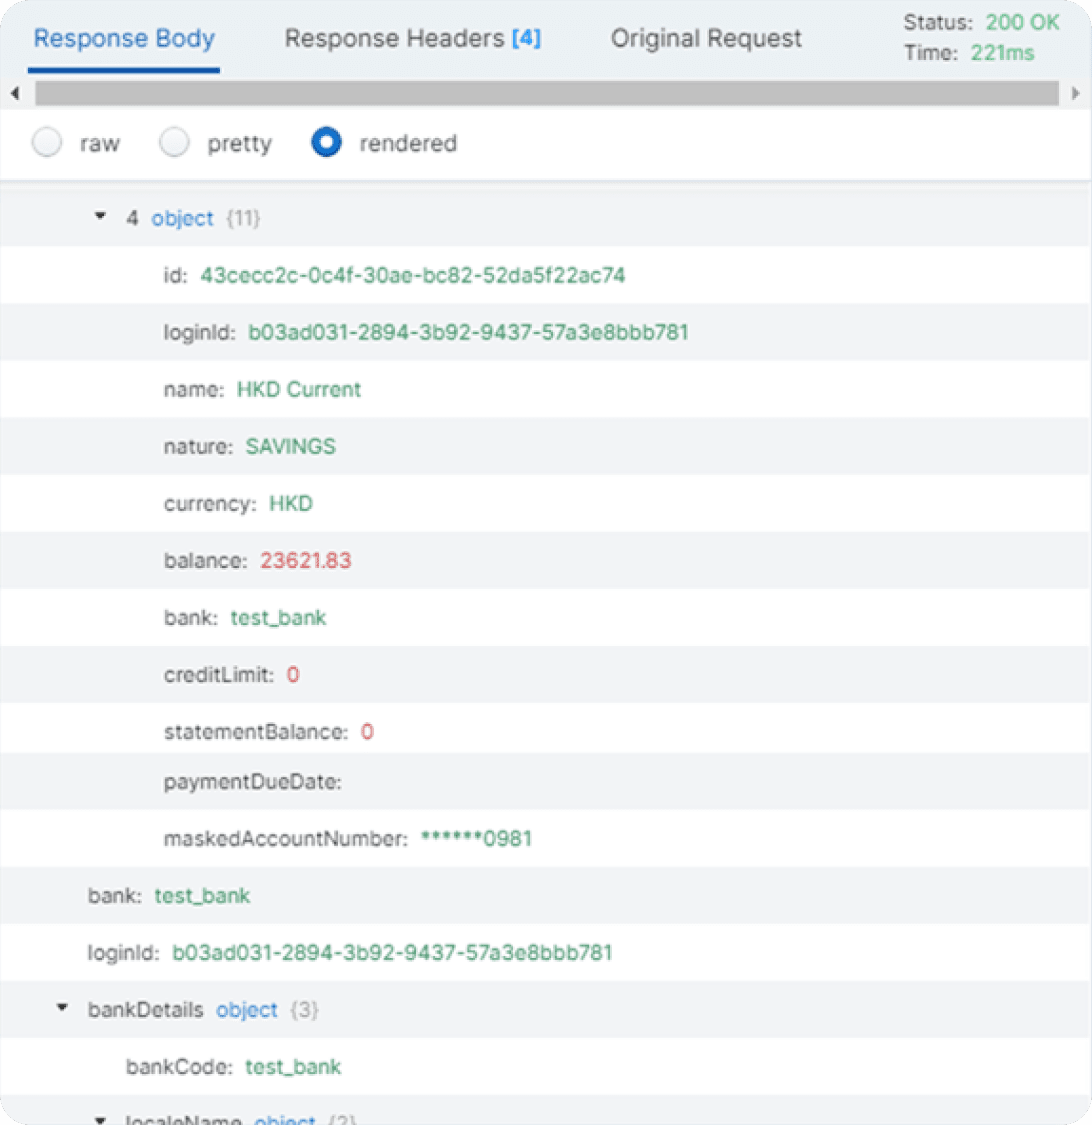 Response Body Response Headers [4] Original Request Status: 200 OK
Time: 221ms
raw pretty rendered
4 object {11}
id: 43cecc2c-0c4f-30ae-bc82-52da5f22ac74
loginId: b03ad031-2894-3b92-9437-57a3e8bbb781
name: HKD Current
nature: SAVINGS
currency: HKD
balance: 23621.83
bank: test_bank
creditLimit: 0
statementBalance: 0
paymentDueDate:
maskedAccountNumber: ******0981
bank: test_bank
loginId: b03ad031-2894-3b92-9437-57a3e8bbb781
bankDetails object {3}
bankCode: test_bank
localeName object {2}